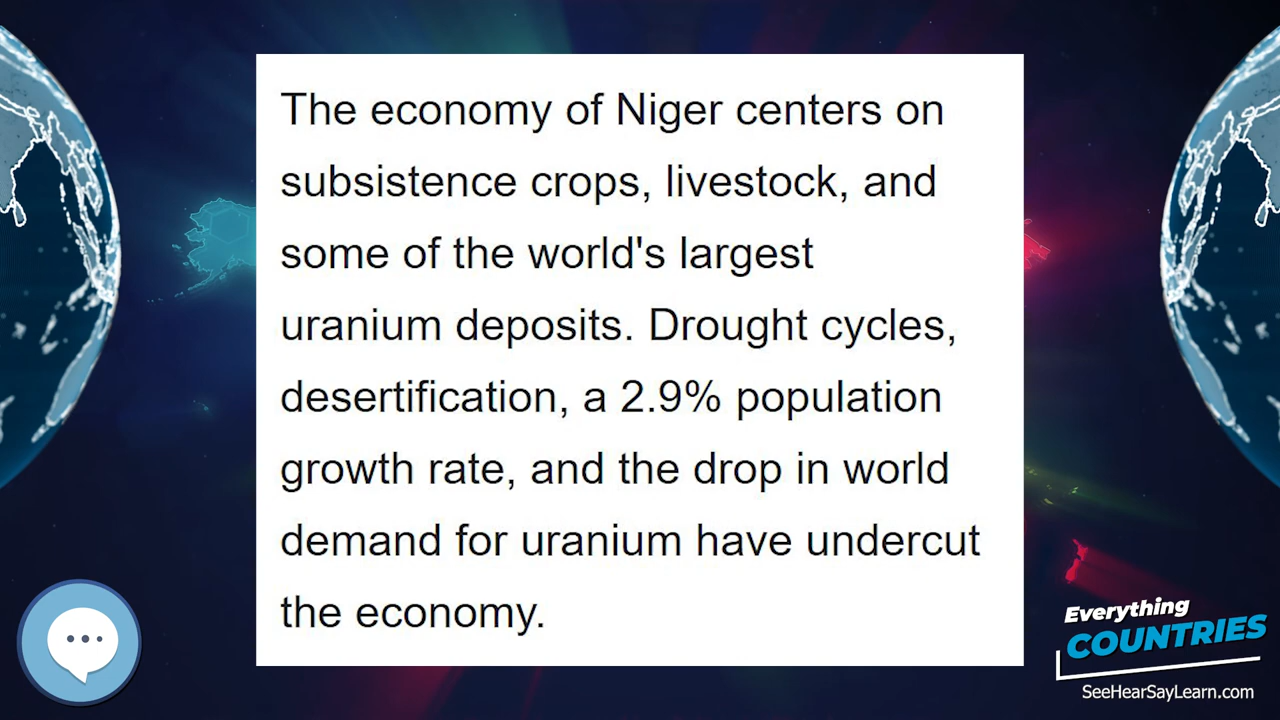 The economy of Niger centers on
subsistence crops, livestock, and
some of the world's largest
uranium deposits. Drought cycles,
desertification, a 2.9% population
growth rate, and the drop in world
demand for uranium have undercut
the economy.
Everything
COUNTRIES
SeeHearSayLearn.com